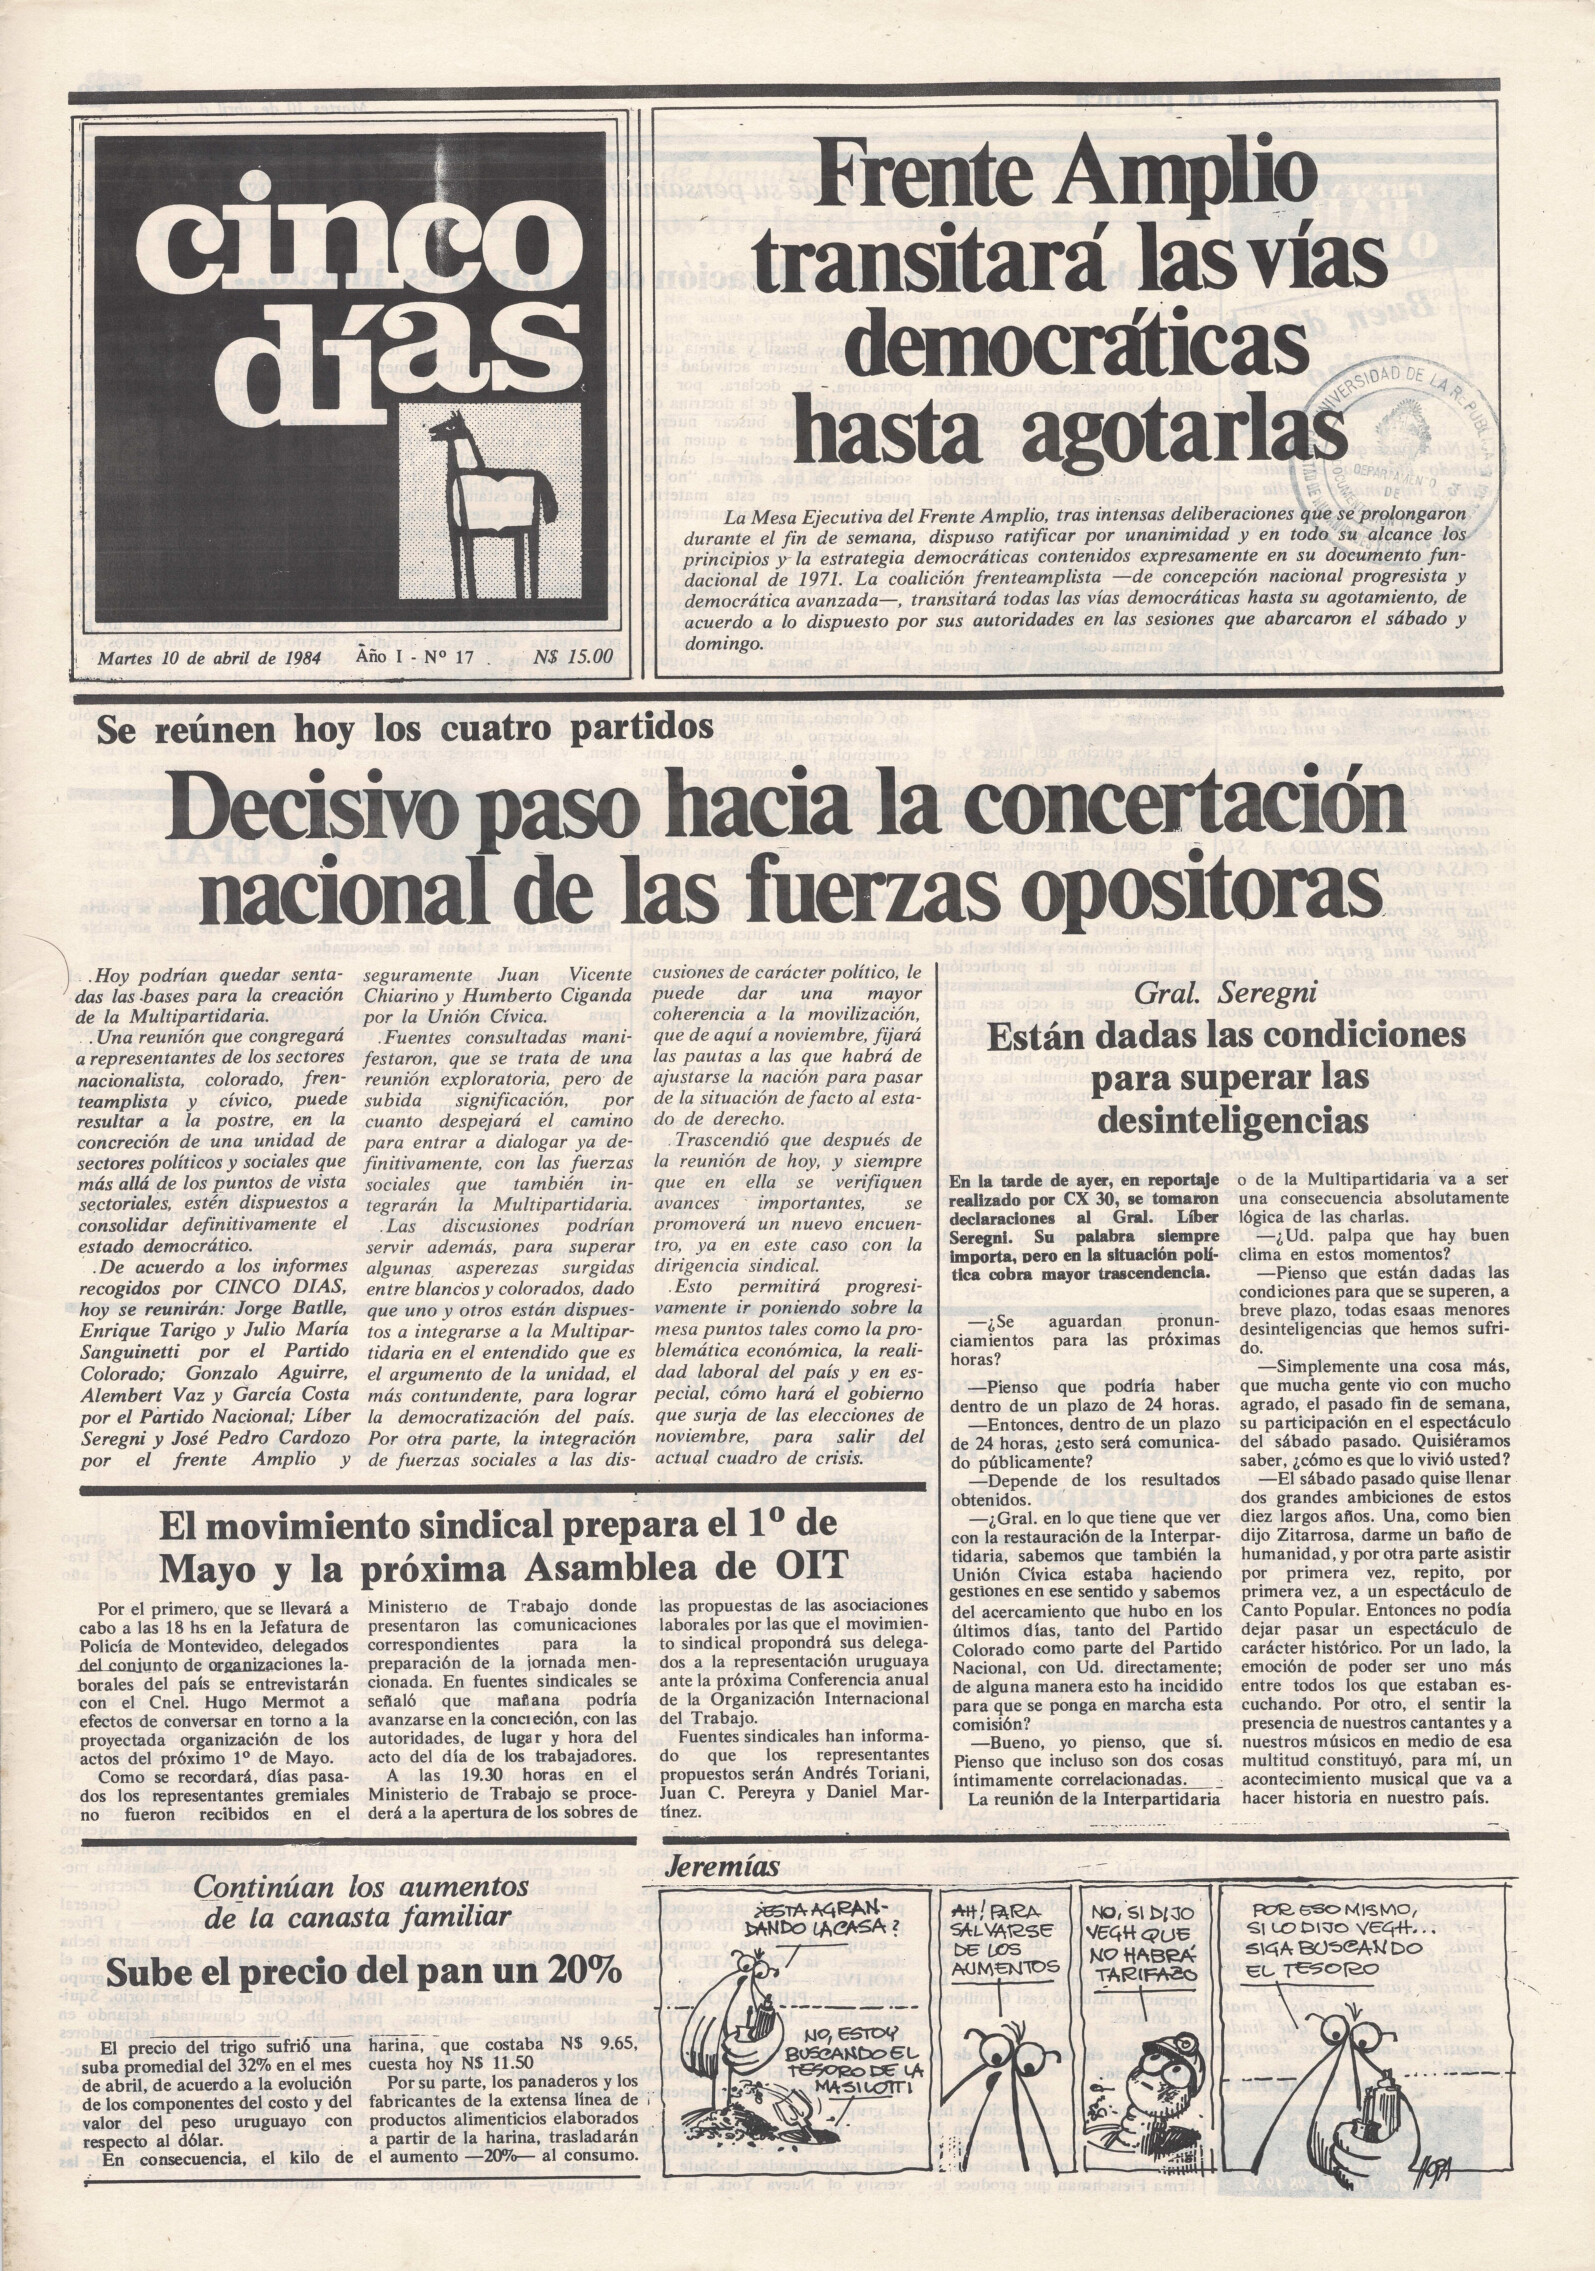 cinco
días
Martes 10 de abril de 1984 Año I - Nº 17 N$ 15.00
Frente Amplio
transitará las vías
democráticas
hasta agotarlas
La Mesa Ejecutiva del Frente Amplio, tras intensas deliberaciones que se prolongaron
durante el fin de semana, dispuso ratificar por unanimidad y en todo su alcance los
principios y la estrategia democráticas contenidos expresamente en su documento fun-
dacional de 1971. La coalición frenteamplista —de concepción nacional progresista y
democrática avanzada—, transitará todas las vías democráticas hasta su agotamiento, de
acuerdo a lo dispuesto por sus autoridades en las sesiones que abarcaron el sábado y
domingo.
UNIVERSIDAD DE LA REPUBLICA
DEPARTAMENTO
DE
Se reúnen hoy los cuatro partidos
Decisivo paso hacia la concertación
nacional de las fuerzas opositoras
Hoy podrían quedar senta-
das las bases para la creación
de la Multipartidaria.
Una reunión que congregará
a representantes de los sectores
nacionalista, colorado, fren-
teamplista y cívico, puede
resultar a la postre, en la
concreción de una unidad de
sectores políticos y sociales que
más allá de los puntos de vista
sectoriales, estén dispuestos a
consolidar definitivamente el
estado democrático.
De acuerdo a los informes
recogidos por CINCO DIAS,
hoy se reunirán: Jorge Batlle,
Enrique Tarigo y Julio María
Sanguinetti por el Partido
Colorado; Gonzalo Aguirre,
Alembert Vaz y García Costa
por el Partido Nacional; Líber
Seregni y José Pedro Cardozo
por el frente Amplio y
seguramente Juan Vicente
Chiarino y Humberto Ciganda
por la Unión Cívica.
Fuentes consultadas mani-
festaron, que se trata de una
reunión exploratoria, pero de
subida significación, por
cuanto despejará el camino
para entrar a dialogar ya de-
finitivamente, con las fuerzas
sociales que también in-
tegrarán la Multipartidaria.
Las discusiones podrían
servir además, para superar
algunas asperezas surgidas
entre blancos y colorados, dado
que uno y otros están dispues-
tos a integrarse a la Multipar-
tidaria en el entendido que es
el argumento de la unidad, el
más contundente, para lograr
la democratización del país.
Por otra parte, la integración
de fuerzas sociales a las dis-
cusiones de carácter político, le
puede dar una mayor
coherencia a la movilización,
que de aquí a noviembre, fijará
las pautas a las que habrá de
ajustarse la nación para pasar
de la situación de facto al esta-
do de derecho.
Trascendió que después de
la reunión de hoy, y siempre
que en ella se verifiquen
avances importantes, se
promoverá un nuevo encuen-
tro, ya en este caso con la
dirigencia sindical.
Esto permitirá progresi-
vamente ir poniendo sobre la
mesa puntos tales como la pro-
blemática económica, la reali-
dad laboral del país y en es-
pecial, cómo hará el gobierno
que surja de las elecciones de
noviembre, para salir del
actual cuadro de crisis.
Gral. Seregni
Están dadas las condiciones
para superar las
desinteligencias
En la tarde de ayer, en reportaje
realizado por CX 30, se tomaron
declaraciones al Gral. Líber
Seregni. Su palabra siempre
importa, pero en la situación polí-
tica cobra mayor trascendencia.
—¿Se aguardan pronun-
ciamientos para las próximas
horas?
—Pienso que podría haber
dentro de un plazo de 24 horas.
—Entonces, dentro de un plazo
de 24 horas, ¿esto será comunica-
do públicamente?
—Depende de los resultados
obtenidos.
—¿Gral. en lo que tiene que ver
con la restauración de la Interpar-
tidaria, sabemos que también la
Unión Cívica estaba haciendo
gestiones en ese sentido y sabemos
del acercamiento que hubo en los
últimos días, tanto del Partido
Colorado como parte del Partido
Nacional, con Ud. directamente;
de alguna manera esto ha incidido
para que se ponga en marcha esta
comisión?
—Bueno, yo pienso, que sí.
Pienso que incluso son dos cosas
íntimamente correlacionadas.
La reunión de la Interpartidaria
o de la Multipartidaria va a ser
una consecuencia absolutamente
lógica de las charlas.
—¿Ud. palpa que hay buen
clima en estos momentos?
—Pienso que están dadas las
condiciones para que se superen, a
breve plazo, todas esaas menores
desinteligencias que hemos sufri-
do.
—Simplemente una cosa más,
que mucha gente vio con mucho
agrado, el pasado fin de semana,
su participación en el espectáculo
del sábado pasado. Quisiéramos
saber, ¿cómo es que lo vivió usted?
—El sábado pasado quise llenar
dos grandes ambiciones de estos
diez largos años. Una, como bien
dijo Zitarrosa, darme un baño de
humanidad, y por otra parte asistir
por primera vez, repito, por
primera vez, a un espectáculo de
Canto Popular. Entonces no podía
dejar pasar un espectáculo de
carácter histórico. Por un lado, la
emoción de poder ser uno más
entre todos los que estaban es-
cuchando. Por otro, el sentir la
presencia de nuestros cantantes y a
nuestros músicos en medio de esa
multitud constituyó, para mí, un
acontecimiento musical que va a
hacer historia en nuestro país.
El movimiento sindical prepara el 1º de
Mayo y la próxima Asamblea de OIT
Por el primero, que se llevará a
cabo a las 18 hs en la Jefatura de
Policía de Montevideo, delegados
del conjunto de organizaciones la-
borales del país se entrevistarán
con el Cnel. Hugo Mermot a
efectos de conversar en torno a la
proyectada organización de los
actos del próximo 1º de Mayo.
Como se recordará, días pasa-
dos los representantes gremiales
no fueron recibidos en el
Ministerio de Trabajo donde
presentaron las comunicaciones
correspondientes para la
preparación de la jornada men-
cionada. En fuentes sindicales se
señaló que mañana podría
avanzarse en la concreción, con las
autoridades, de lugar y hora del
acto del día de los trabajadores.
A las 19.30 horas en el
Ministerio de Trabajo se proce-
derá a la apertura de los sobres de
las propuestas de las asociaciones
laborales por las que el movimien-
to sindical propondrá sus delega-
dos a la representación uruguaya
ante la próxima Conferencia anual
de la Organización Internacional
del Trabajo.
Fuentes sindicales han informa-
do que los representantes
propuestos serán Andrés Toriani,
Juan C. Pereyra y Daniel Mar-
tínez.
Continúan los aumentos
de la canasta familiar
Sube el precio del pan un 20%
El precio del trigo sufrió una
suba promedial del 32% en el mes
de abril, de acuerdo a la evolución
de los componentes del costo y del
valor del peso uruguayo con
respecto al dólar.
En consecuencia, el kilo de
harina, que costaba N$ 9.65,
cuesta hoy N$ 11.50
Por su parte, los panaderos y los
fabricantes de la extensa línea de
productos alimenticios elaborados
a partir de la harina, trasladarán
el aumento —20%— al consumo.
Jeremías
¿ESTA AGRAN-
DANDO LA CASA?
NO, ESTOY
BUSCANDO EL
TESORO DE LA
MASILOTTI
AH! PARA
SALVARSE
DE LOS
AUMENTOS
NO, SI DIJO
VEGH QUE
NO HABRÁ
TARIFAZO
POR ESO MISMO,
SI LO DIJO VEGH...
SIGA BUSCANDO
EL TESORO
HOPA